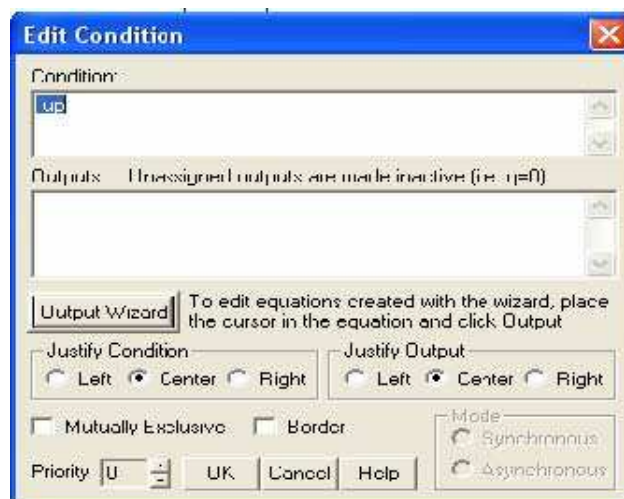 Edit Condition
Condition:
up
Outputs: Unassigned outputs are made inactive (i.e. q=0)
Output Wizard
To edit equations created with the wizard, place
the cursor in the equation and click Output
Justify Condition
Left Center Right
Justify Output
Left Center Right
Mutually Exclusive Border
Mode
Synchronous
Asynchronous
Priority 0 OK Cancel Help